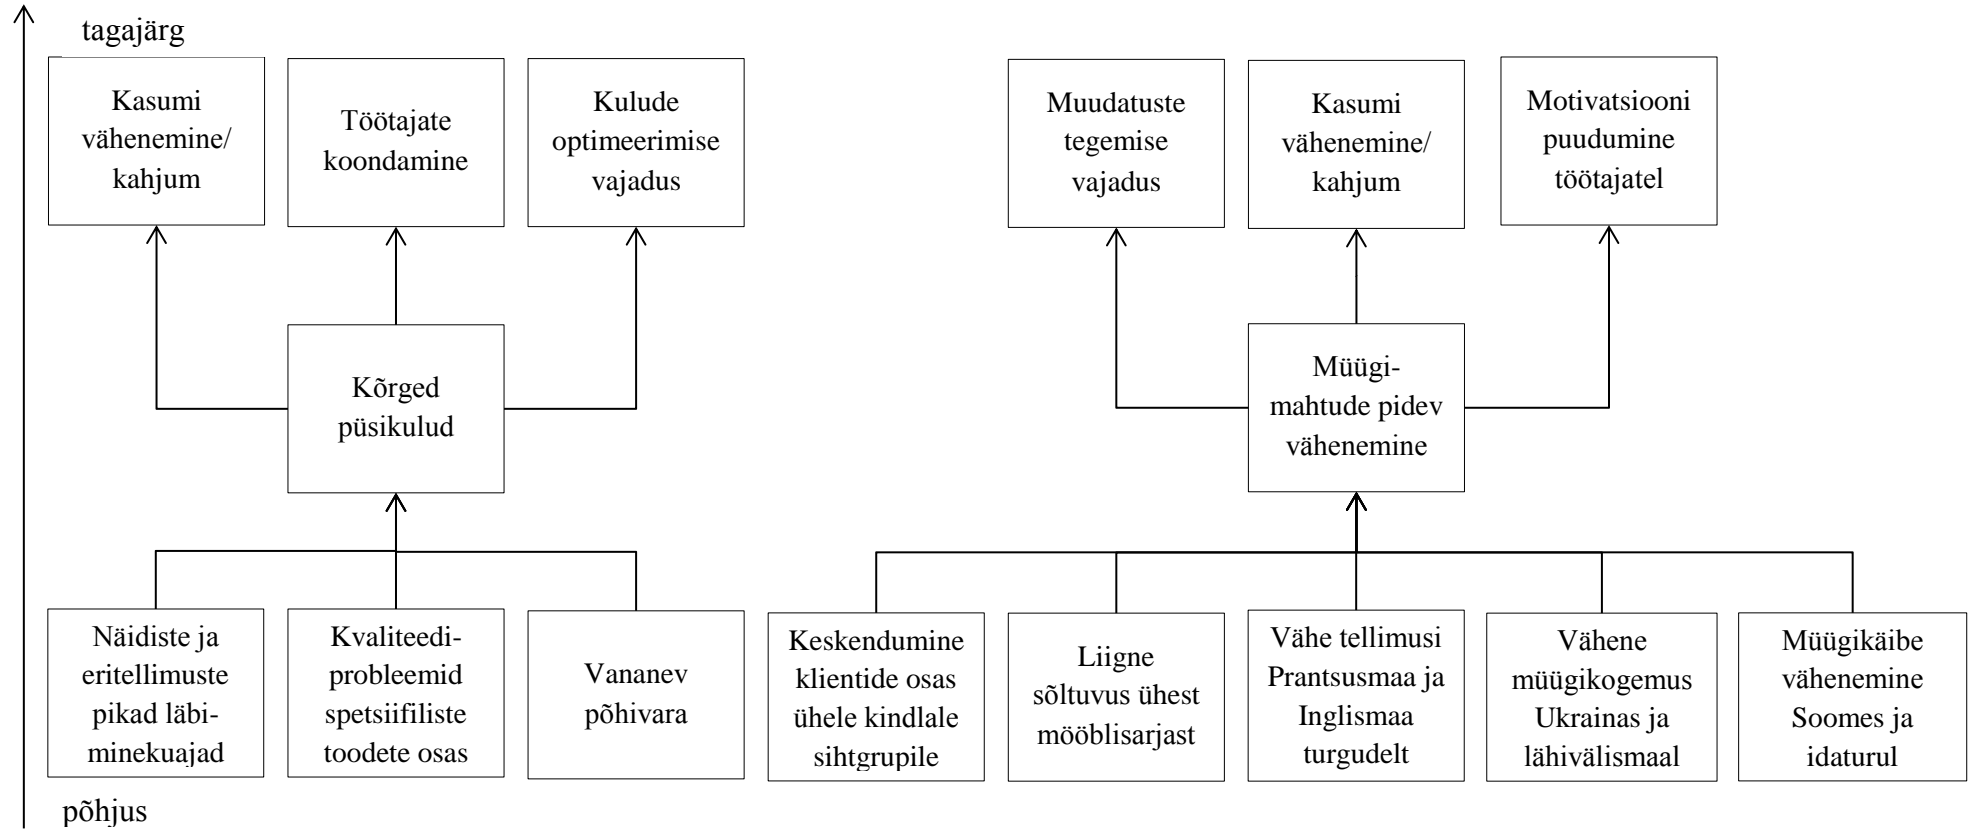 tagajärg
Kasumi
vähenemine/
kahjum
Töötajate
koondamine
Kulude
optimeerimise
vajadus
Muudatuste
tegemise
vajadus
Kasumi
vähenemine/
kahjum
Motivatsiooni
puudumine
töötajatel
Kõrged
püsikulud
Müügi-
mahtude pidev
vähenemine
Näidiste ja
eritellimuste
pikad läbi-
minekuajad
Kvaliteedi-
probleemid
spetsiifiliste
toodete osas
Vananev
põhivara
Keskendumine
klientide osas
ühele kindlale
sihtgrupile
Liigne
sõltuvus ühest
mööblisarjast
Vähe tellimusi
Prantsusmaa ja
Inglismaa
turgudelt
Vähene
müügikogemus
Ukrainas ja
lähivälismaal
Müügikäibe
vähenemine
Soomes ja
idaturul
põhjus